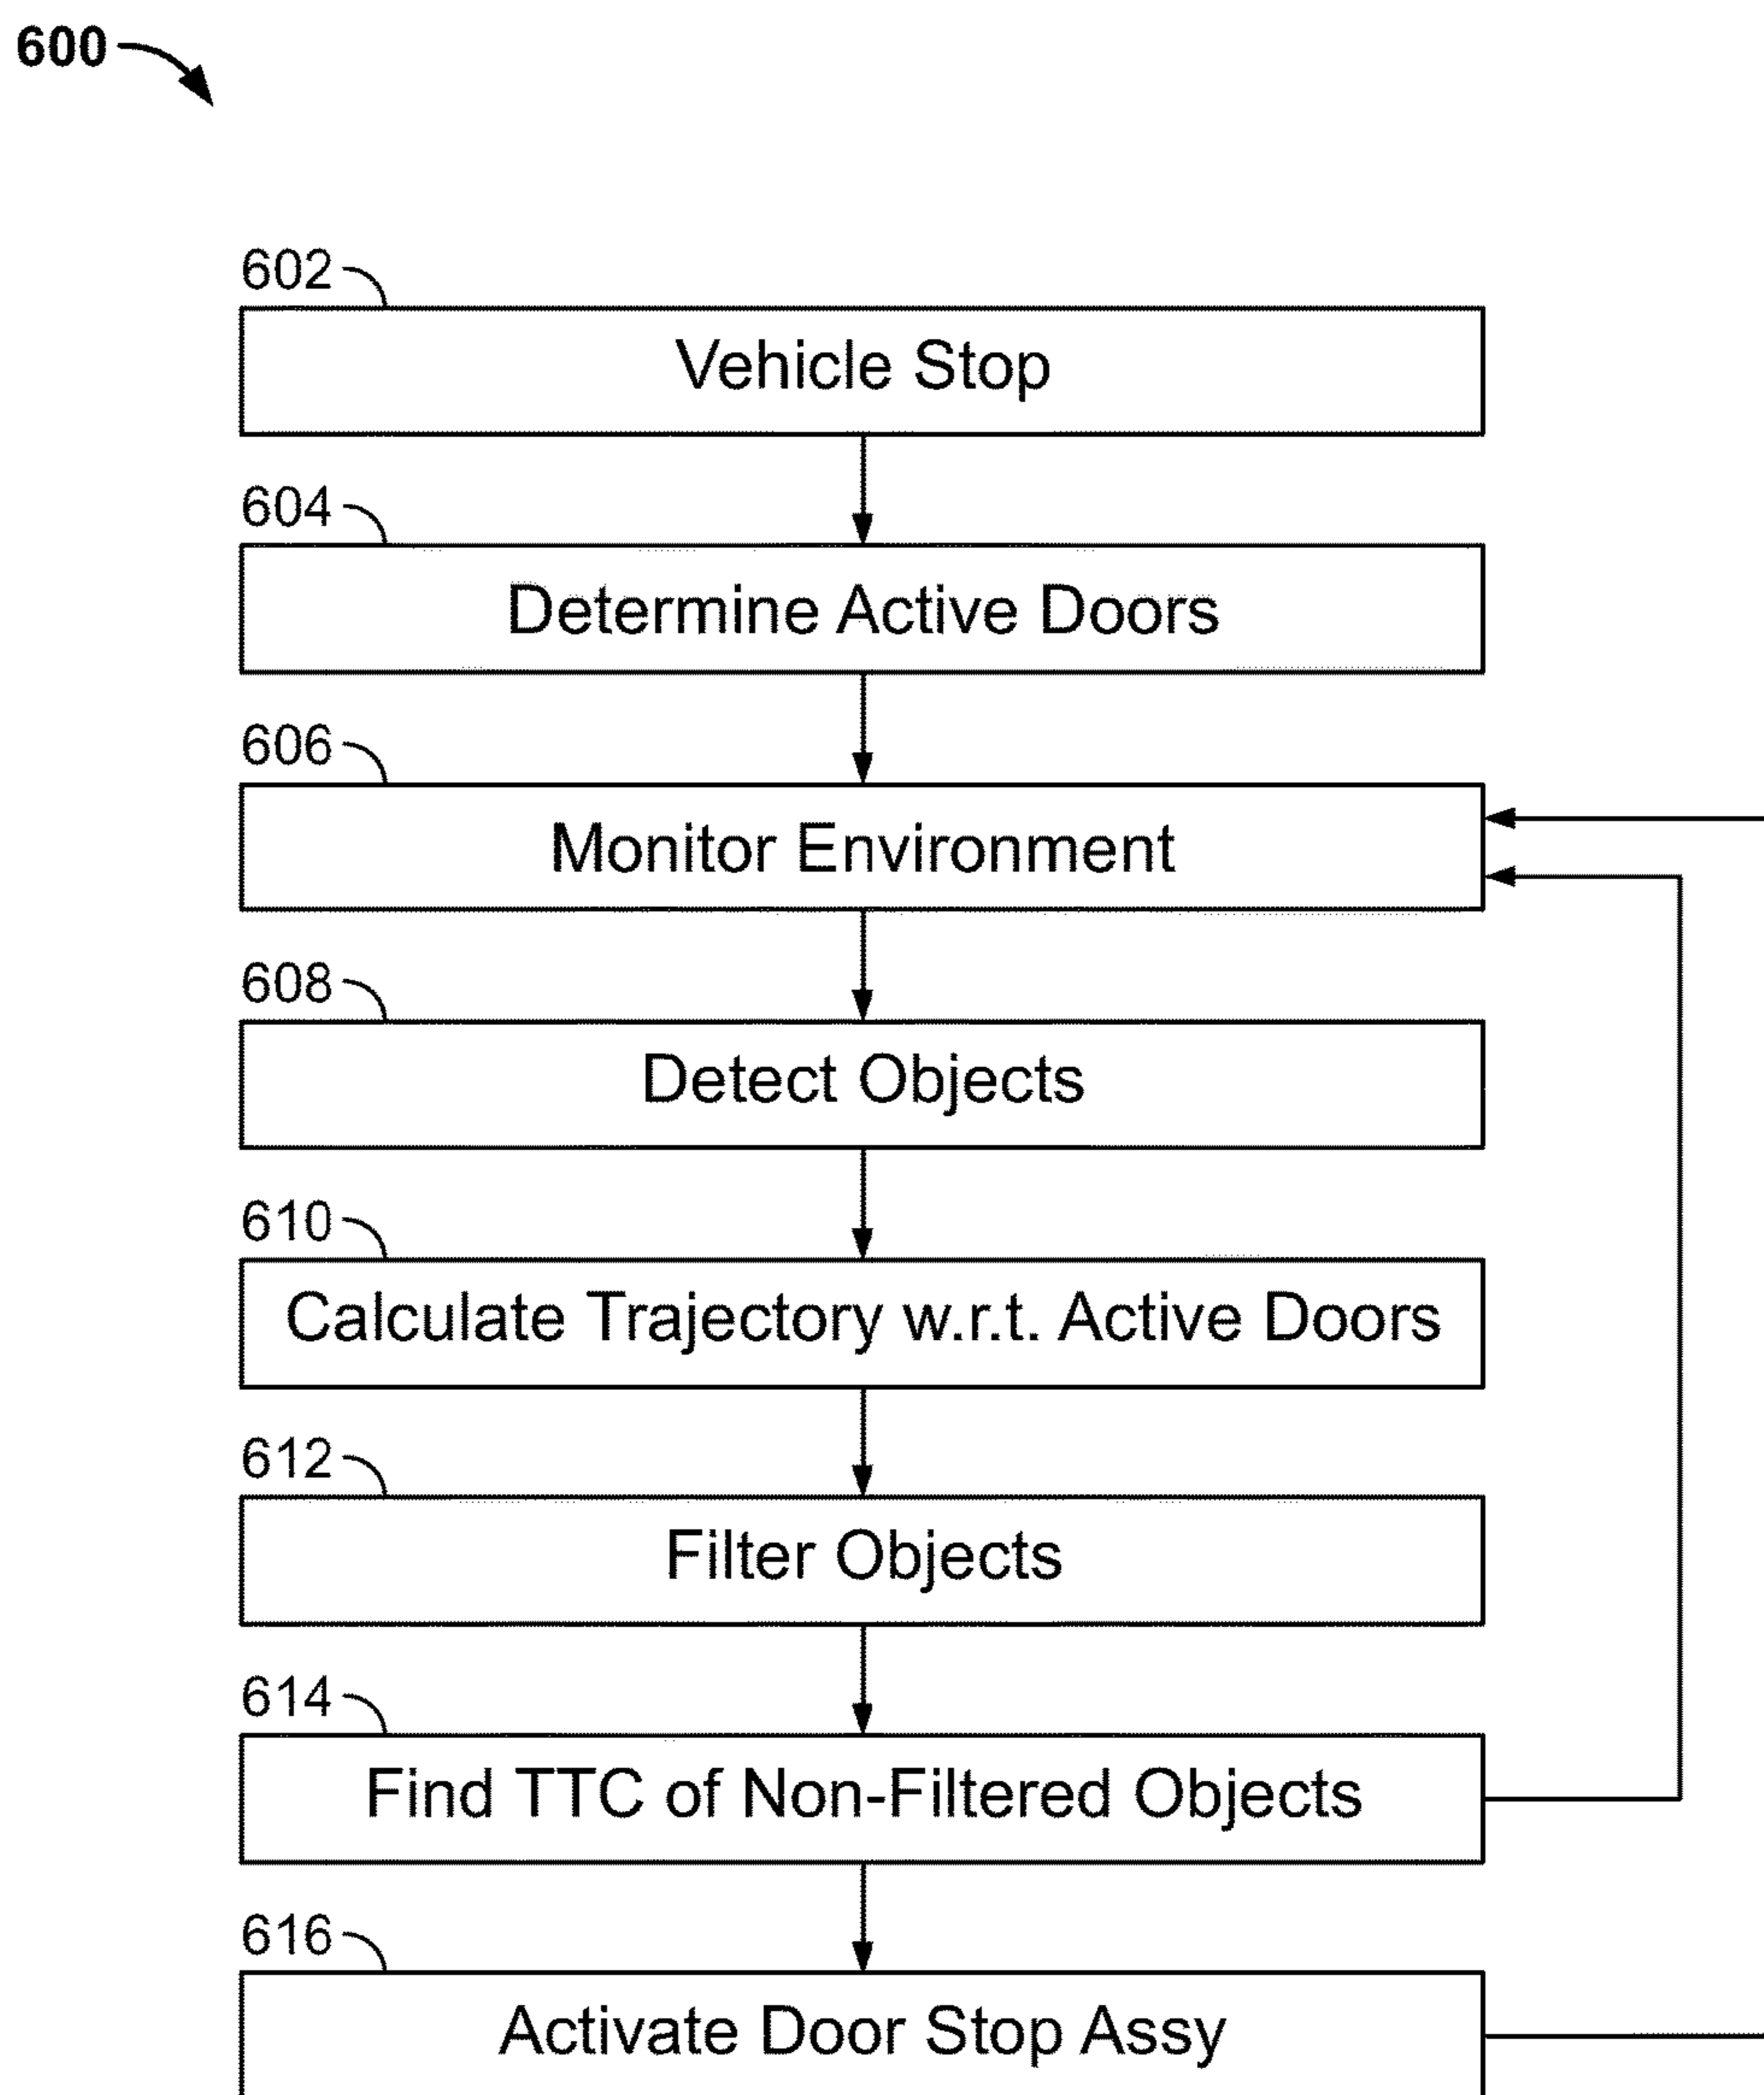 600
602
Vehicle Stop
604
Determine Active Doors
606
Monitor Environment
608
Detect Objects
610
Calculate Trajectory w.r.t. Active Doors
612
Filter Objects
614
Find TTC of Non-Filtered Objects
616
Activate Door Stop Assy